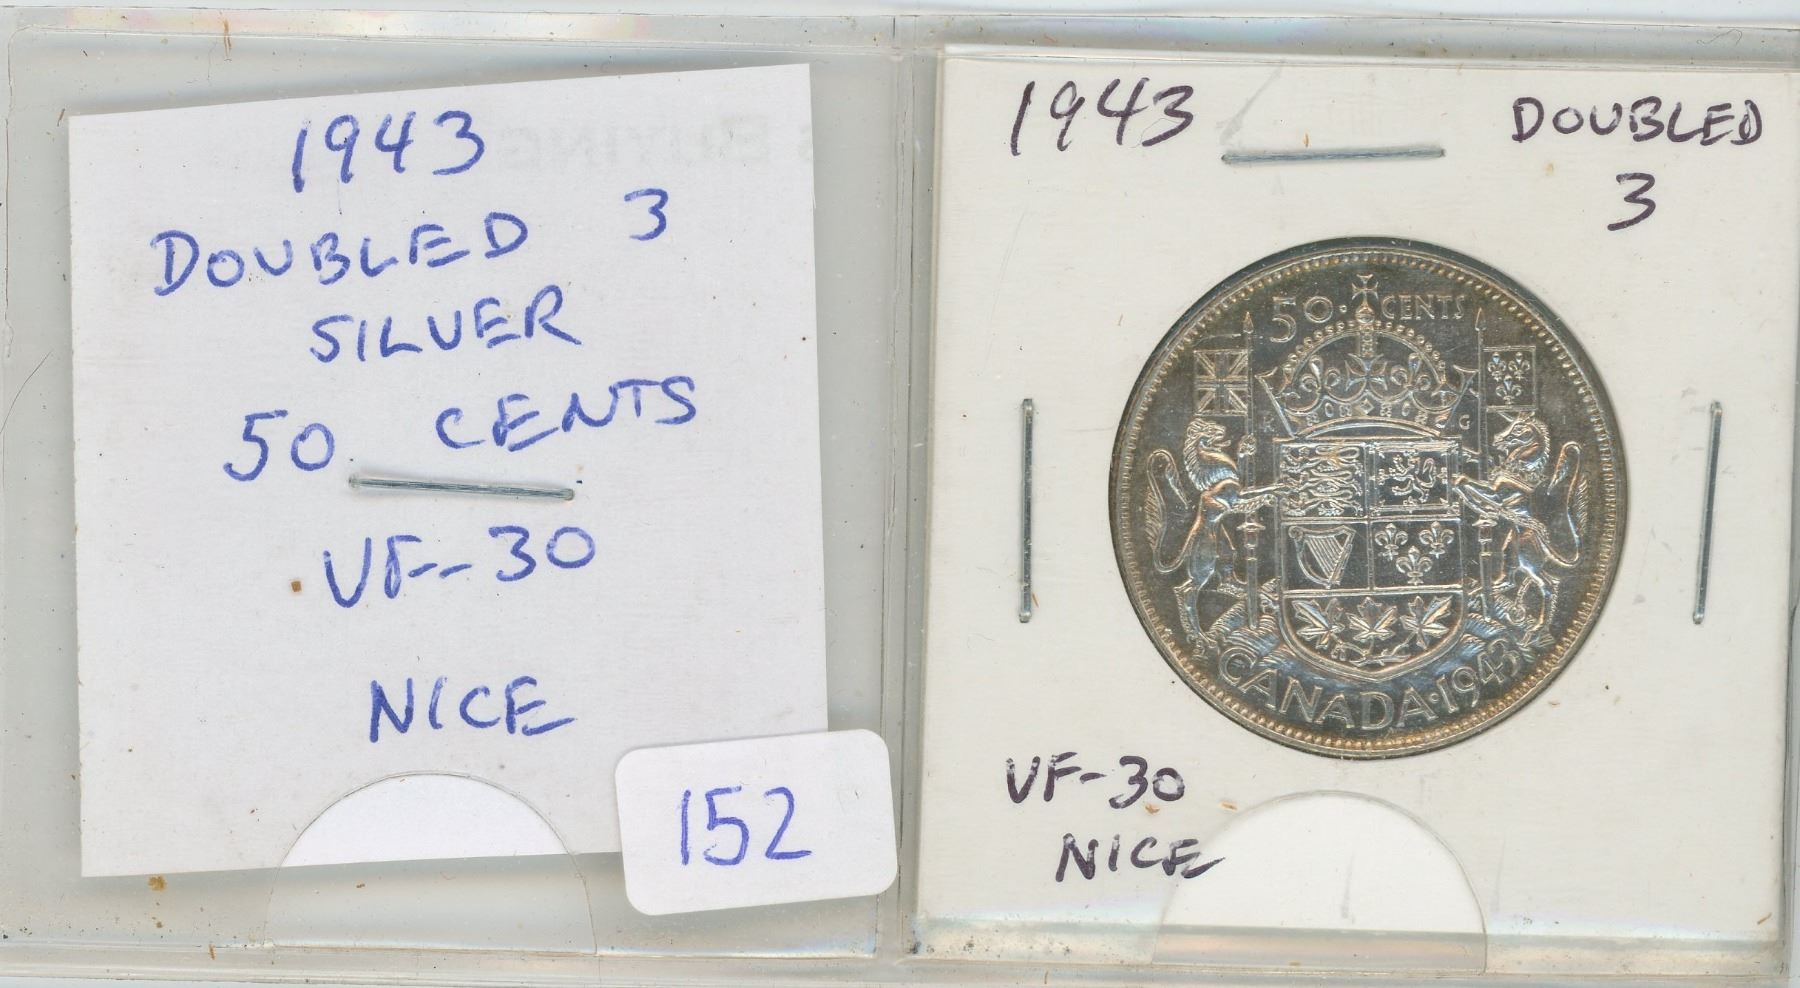 1943
DOUBLED 3
SILVER
50 CENTS
VF--30
NICE
152
1943
DOUBLED
3
50 · CENTS
K G
CANADA · 1943
VF-30
NICE